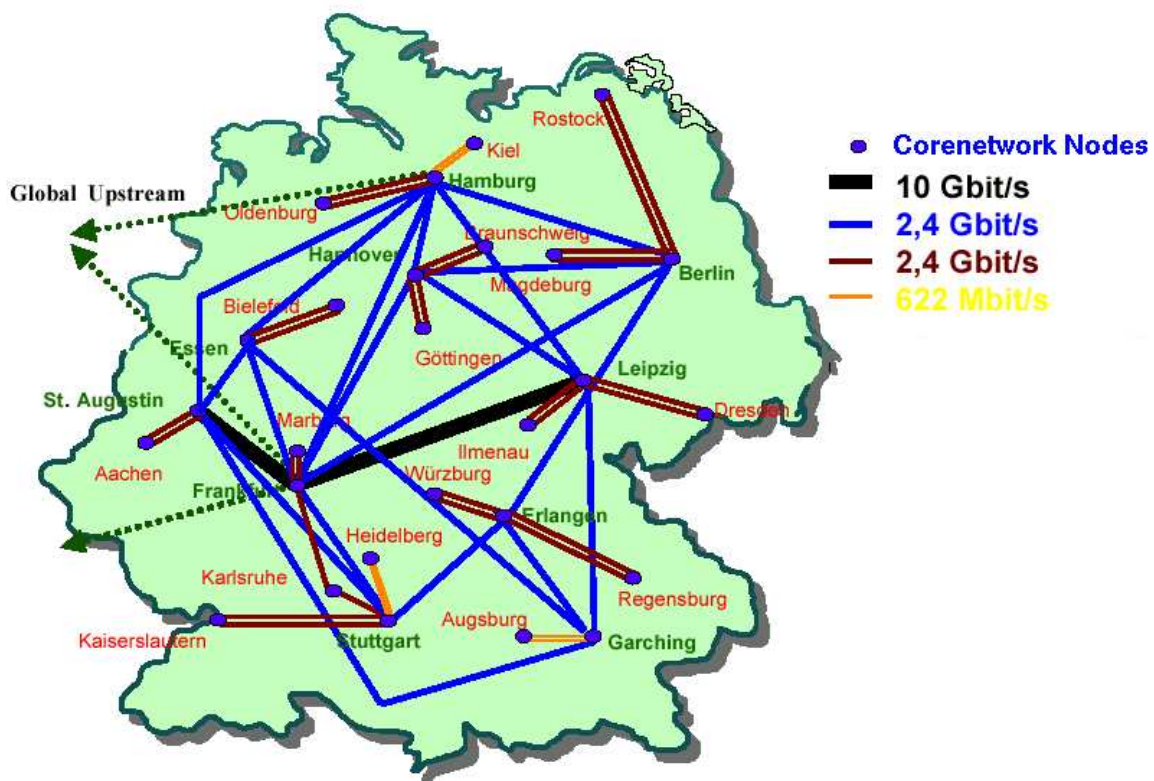 Rostock
Kiel
Corenetwork Nodes
Global Upstream
Hamburg
10 Gbit/s
Oldenburg
2,4 Gbit/s
Braunschweig
Hannover
2,4 Gbit/s
Berlin
Magdeburg
622 Mbit/s
Bielefeld
Essen
Göttingen
Leipzig
St. Augustin
Marburg
Dresden
Ilmenau
Aachen
Würzburg
Frankfurt
Erlangen
Heidelberg
Karlsruhe
Regensburg
Augsburg
Kaiserslautern
Stuttgart
Garching